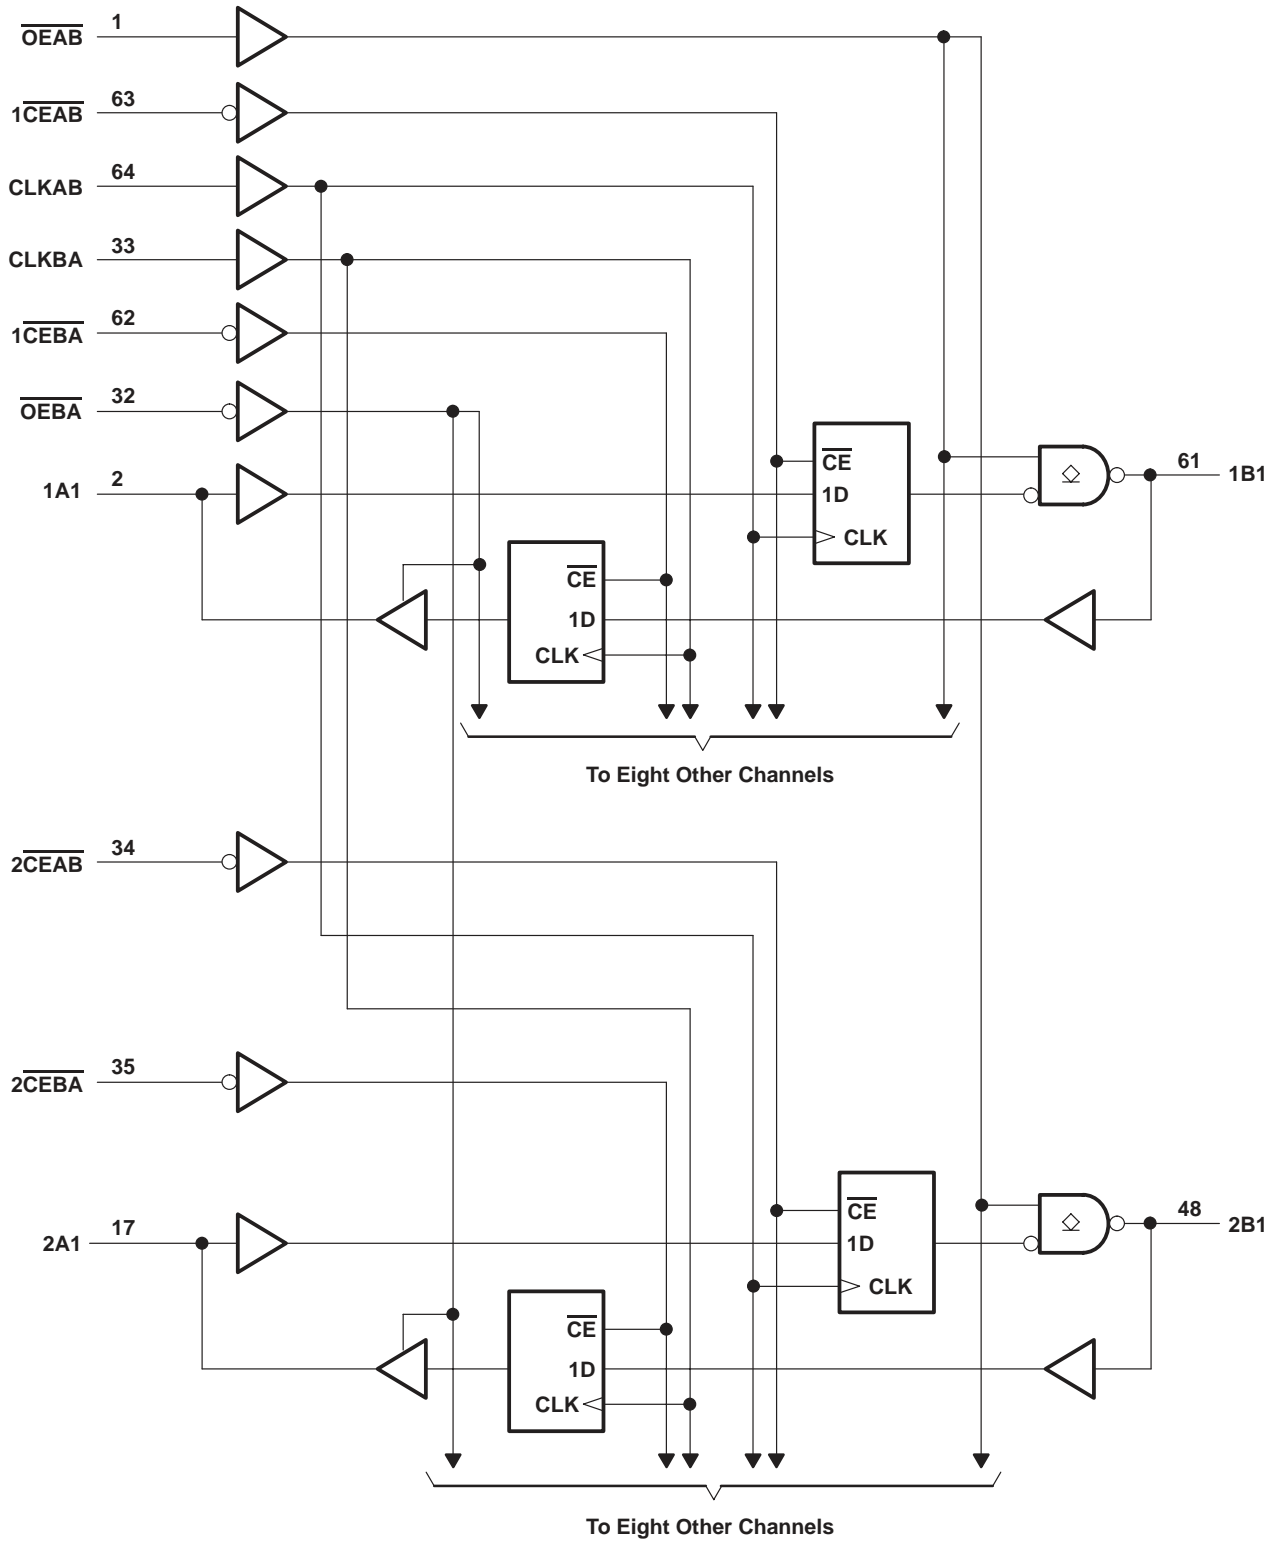 OEAB 1
1CEAB 63
CLKAB 64
CLKBA 33
1CEBA 62
OEBA 32
1A1 2
CE
1D
CLK
61 1B1
CE
1D
CLK
To Eight Other Channels
2CEAB 34
2CEBA 35
2A1 17
CE
1D
CLK
48 2B1
CE
1D
CLK
To Eight Other Channels